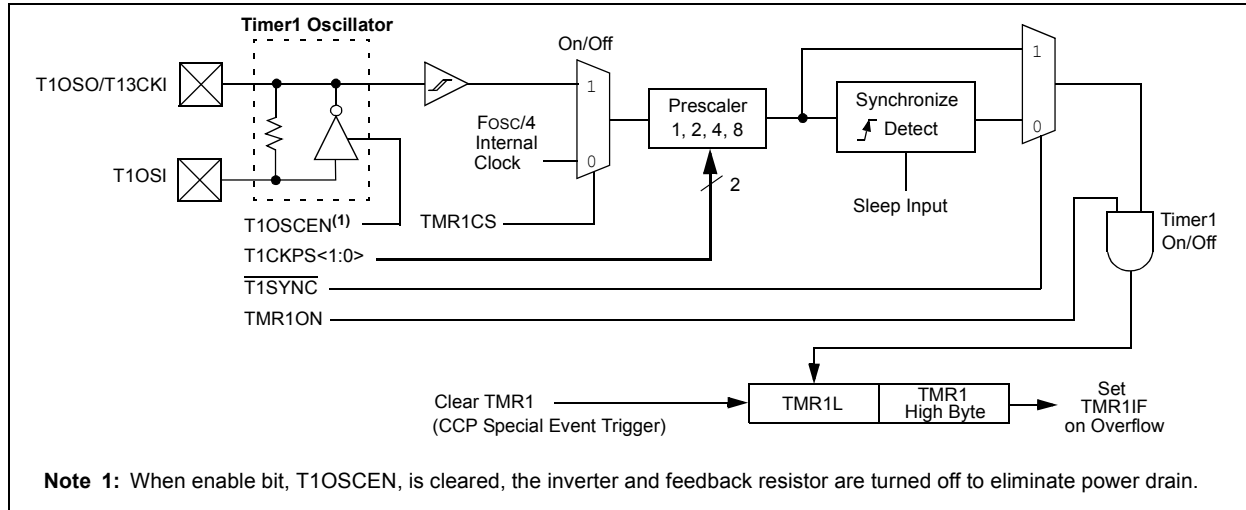 Timer1 Oscillator
On/Off
T1OSO/T13CKI
1
1
Prescaler
1, 2, 4, 8
Synchronize
Detect
FOSC/4
Internal
Clock
0
0
T1OSI
2
Sleep Input
T1OSCEN(1)
TMR1CS
Timer1
On/Off
T1CKPS<1:0>
T1SYNC
TMR1ON
Clear TMR1
(CCP Special Event Trigger)
TMR1L
TMR1
High Byte
Set
TMR1IF
on Overflow
Note 1: When enable bit, T1OSCEN, is cleared, the inverter and feedback resistor are turned off to eliminate power drain.